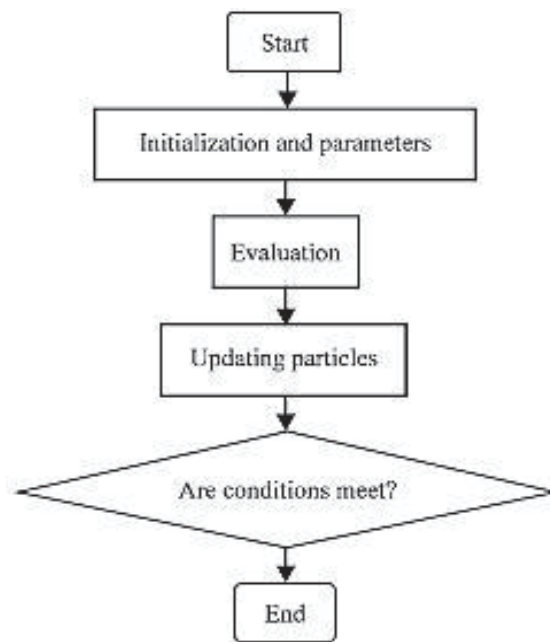 Start
Initialization and parameters
Evaluation
Updating particles
Are conditions meet?
End